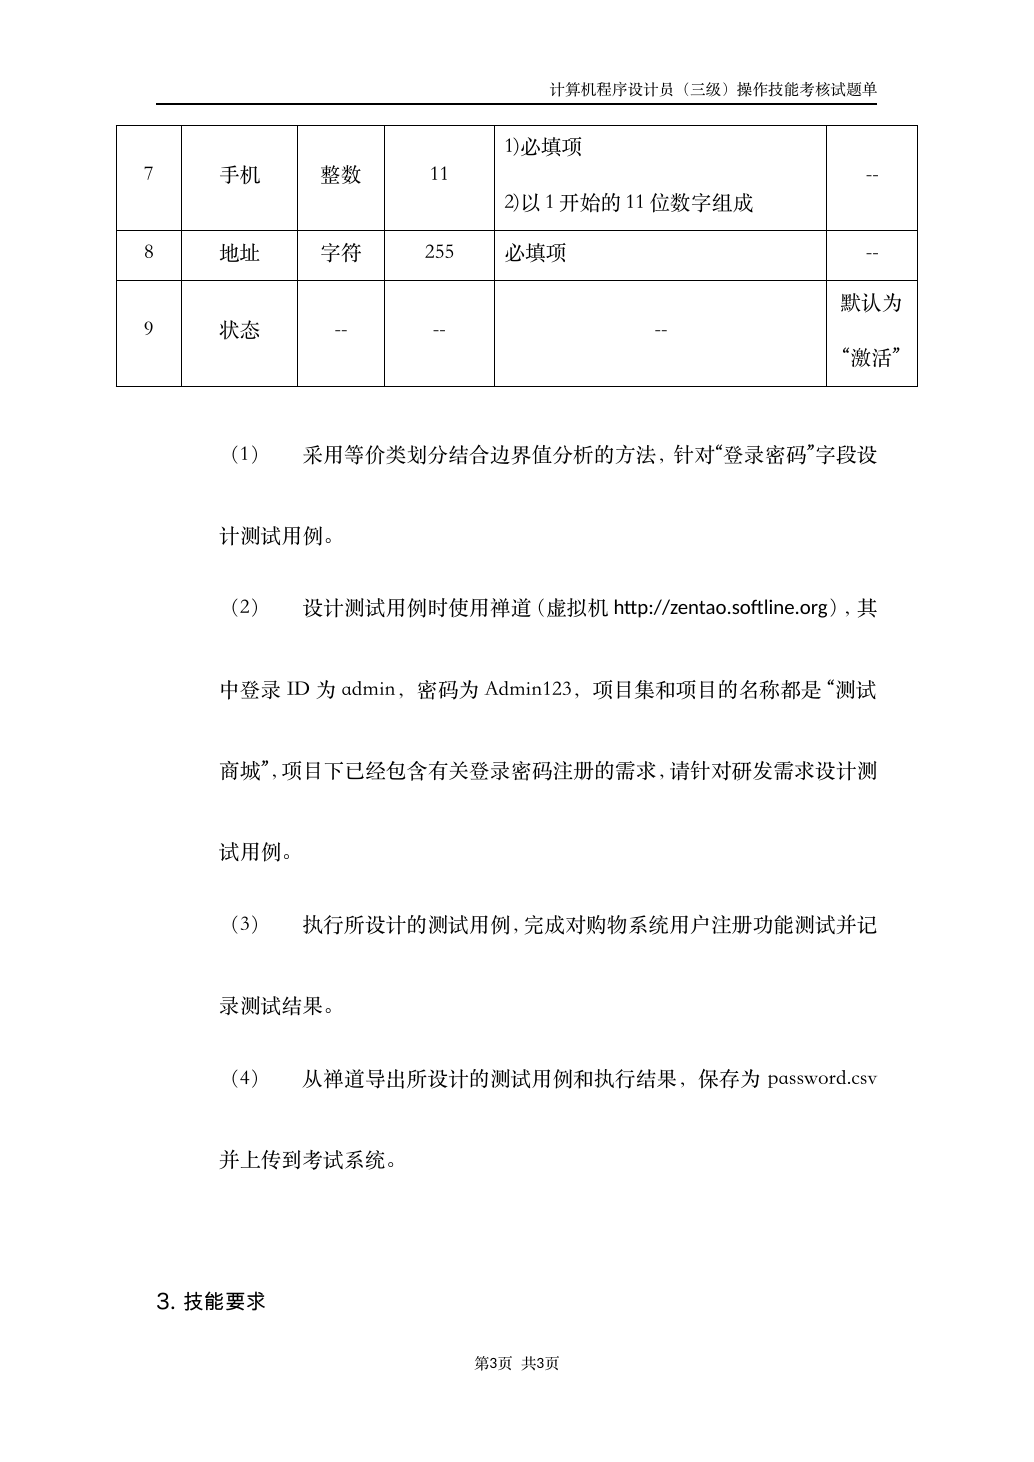 计算机程序设计员（三级）操作技能考核试题单
7 手机 整数 11 1)必填项 --
2)以 1 开始的 11 位数字组成
8 地址 字符 255 必填项 --
9 状态 -- -- -- 默认为
“激活”
（1） 采用等价类划分结合边界值分析的方法，针对“登录密码”字段设
计测试用例。
（2） 设计测试用例时使用禅道（虚拟机 http://zentao.softline.org），其
中登录 ID 为 admin，密码为 Admin123，项目集和项目的名称都是 “测试
商城”，项目下已经包含有关登录密码注册的需求，请针对研发需求设计测
试用例。
（3） 执行所设计的测试用例，完成对购物系统用户注册功能测试并记
录测试结果。
（4） 从禅道导出所设计的测试用例和执行结果，保存为 password.csv
并上传到考试系统。
3. 技能要求
第3页 共3页